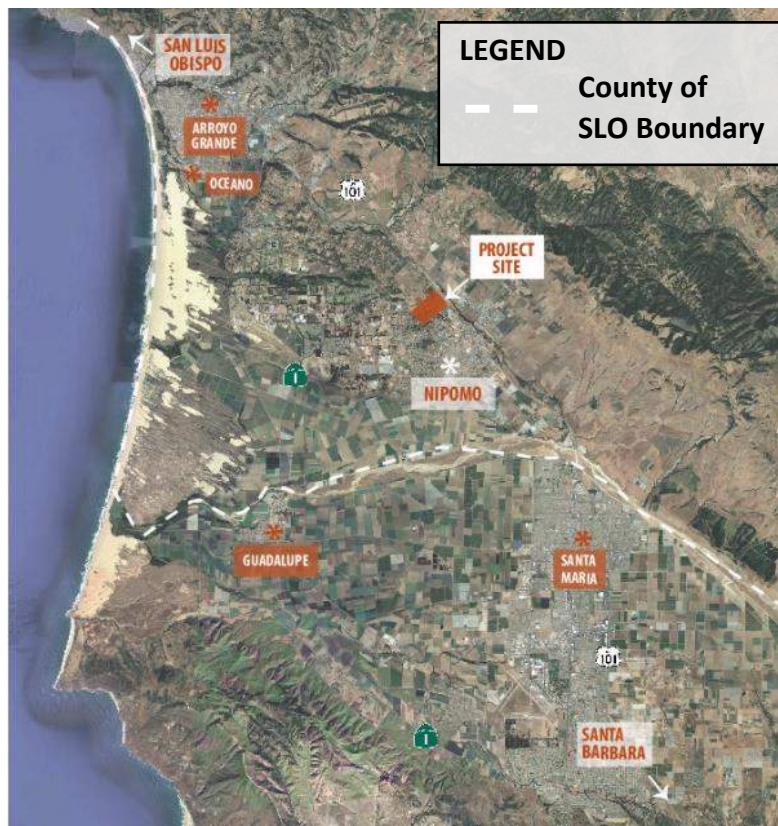 LEGEND
County of
SLO Boundary
SAN LUIS
OBISPO
ARROYO
GRANDE
OCEANO
101
PROJECT
SITE
1
NIPOMO
GUADALUPE
SANTA
MARIA
101
1
SANTA
BARBARA